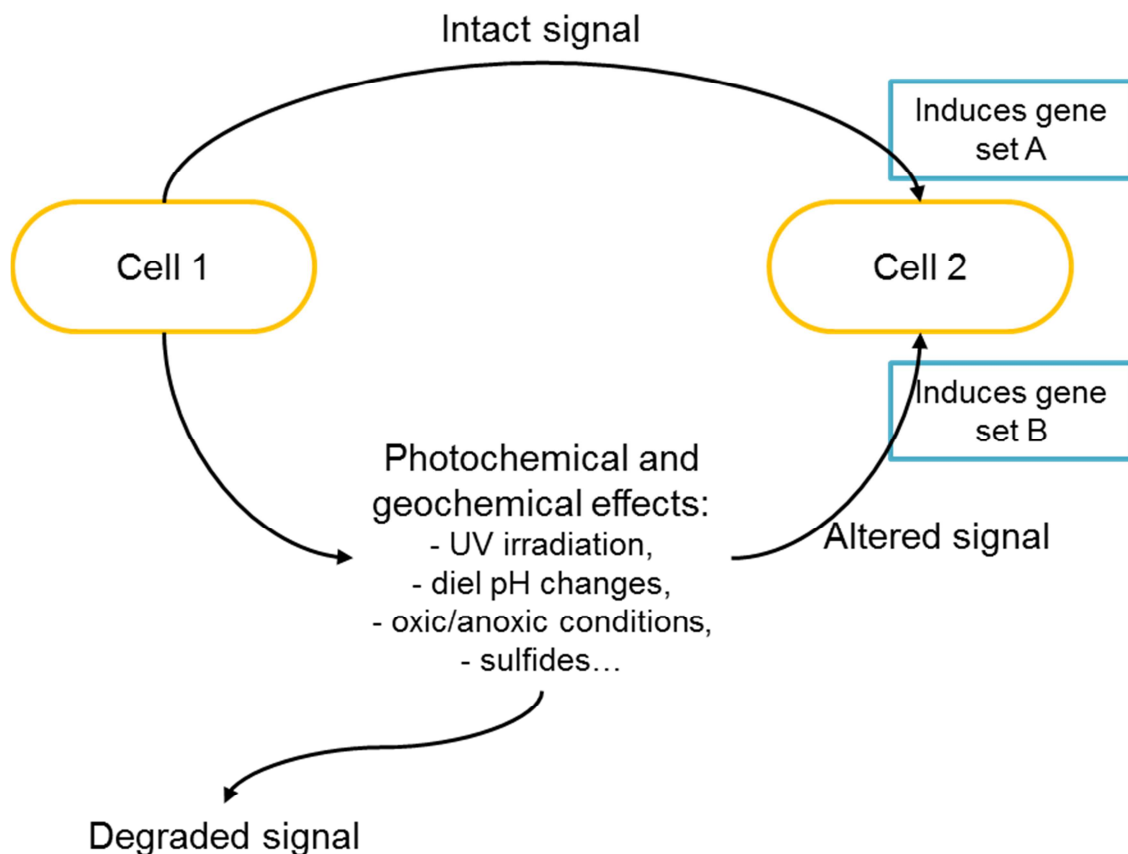 Intact signal
Induces gene
set A
Cell 1
Cell 2
Induces gene
set B
Photochemical and
geochemical effects:
- UV irradiation,
- diel pH changes,
- oxic/anoxic conditions,
- sulfides…
Altered signal
Degraded signal